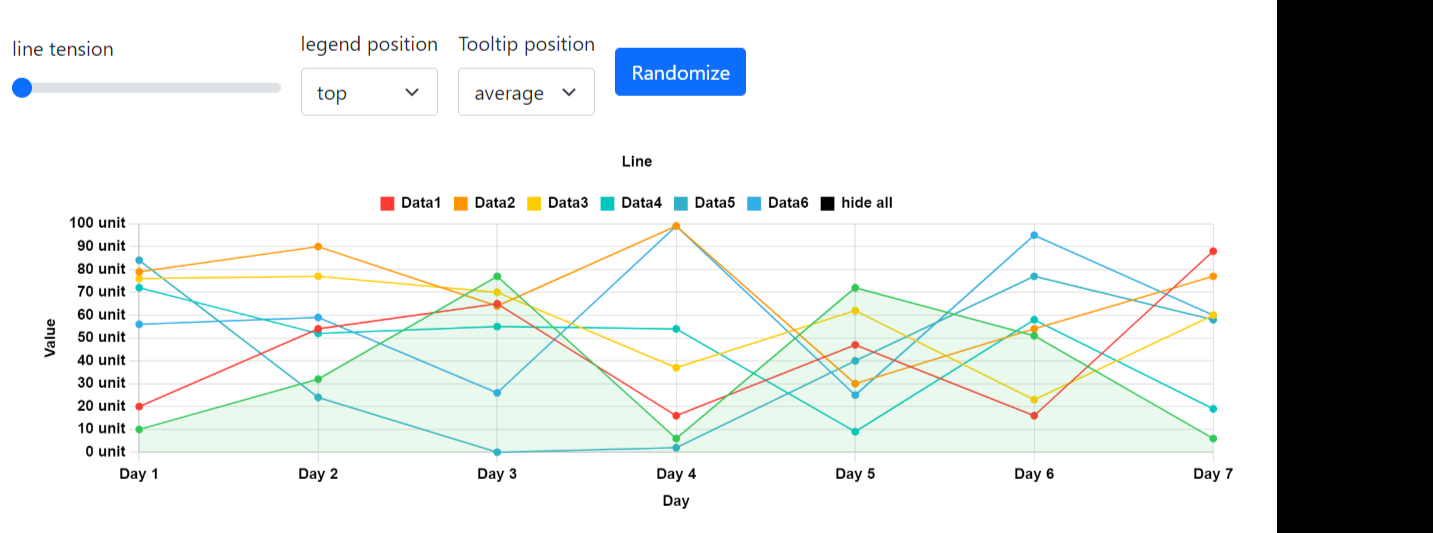 line tension
legend position
Tooltip position
top
average
Randomize
Line
Data1 Data2 Data3 Data4 Data5 Data6 hide all
Value
100 unit
90 unit
80 unit
70 unit
60 unit
50 unit
40 unit
30 unit
20 unit
10 unit
0 unit
Day 1 Day 2 Day 3 Day 4 Day 5 Day 6 Day 7
Day